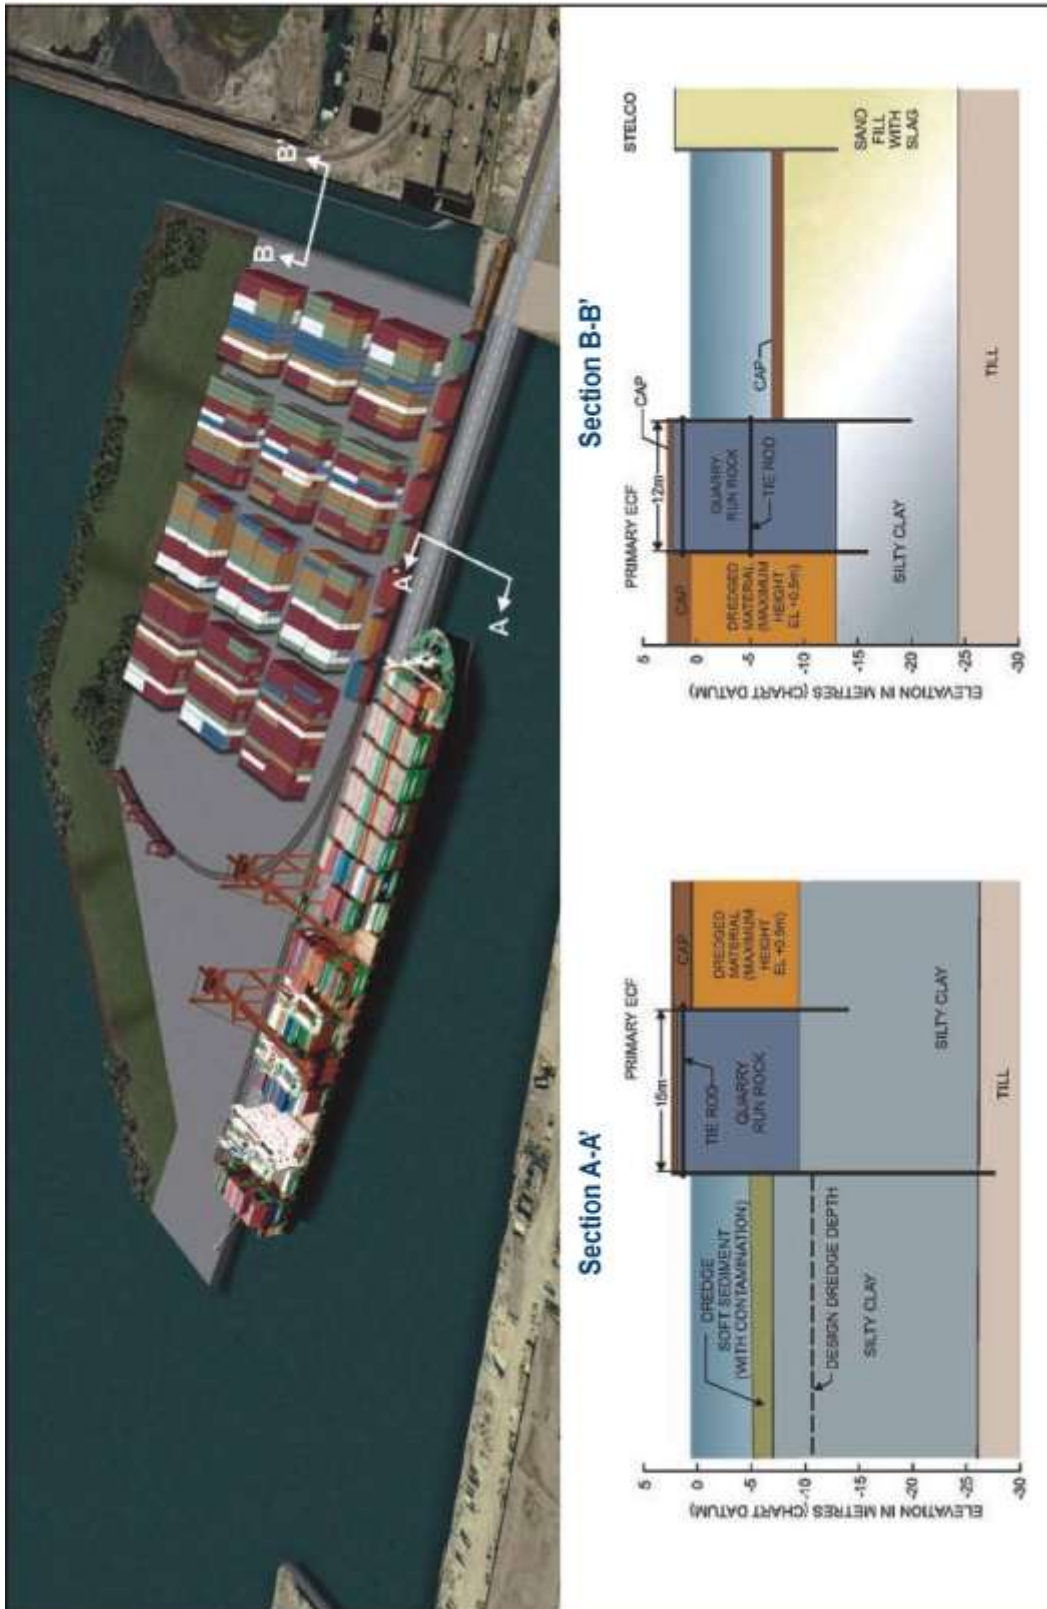 B
B'
A
A'
Section A-A'
PRIMARY ECF
15m
DREDGE
SOFT SEDIMENT
(WITH CONTAMINATION)
TIE ROD
CAP
QUARRY
RUN ROCK
DREDGED
MATERIAL
(MAXIMUM
HEIGHT
EL +0.5m)
DESIGN DREDGE DEPTH
SILTY CLAY
SILTY CLAY
TILL
5
0
-5
-10
-15
-20
-25
-30
ELEVATION IN METRES (CHART DATUM)
Section B-B'
PRIMARY ECF
12m
CAP
STELCO
CAP
CAP
DREDGED
MATERIAL
(MAXIMUM
HEIGHT
EL +0.5m)
QUARRY
RUN ROCK
TIE ROD
SAND
FILL
WITH
SLAG
SILTY CLAY
TILL
5
0
-5
-10
-15
-20
-25
-30
ELEVATION IN METRES (CHART DATUM)